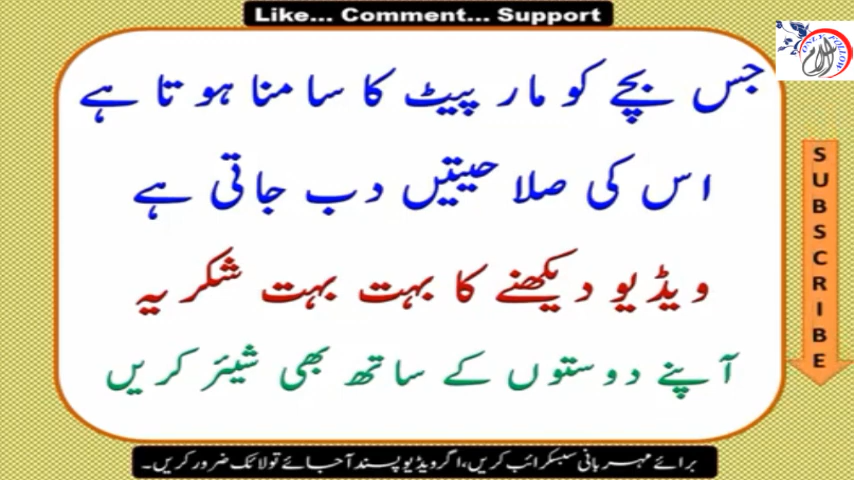 Like... Comment... Support
جس بچے کو مار پیٹ کا سامنا ہوتا ہے
اس کی صلاحیتیں دب جاتی ہے
ویڈیو دیکھنے کا بہت بہت شکریہ
آپنے دوستوں کے ساتھ بھی شیئر کریں
برائے مہربانی سبسکرائب کریں، اگر ویڈیو پسند آجائے تو لائک ضرور کریں۔
SUBSCRIBE
ONLY FOLLOW